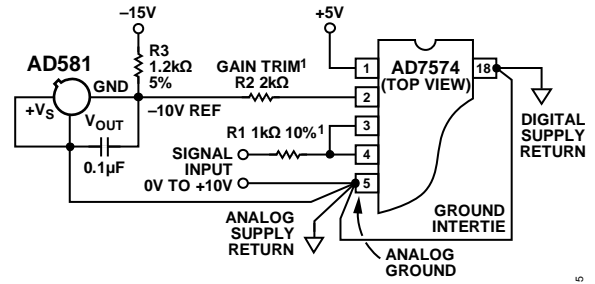 –15V
+5V
AD581
R3
1.2kΩ
5%
GAIN TRIM¹
R2 2kΩ
GND
+VS
VOUT
–10V REF
0.1µF
R1 1kΩ 10%¹
SIGNAL
INPUT
0V TO +10V
1
2
3
4
5
AD7574
(TOP VIEW)
18
DIGITAL
SUPPLY
RETURN
GROUND
INTERTIE
ANALOG
SUPPLY
RETURN
ANALOG
GROUND
5